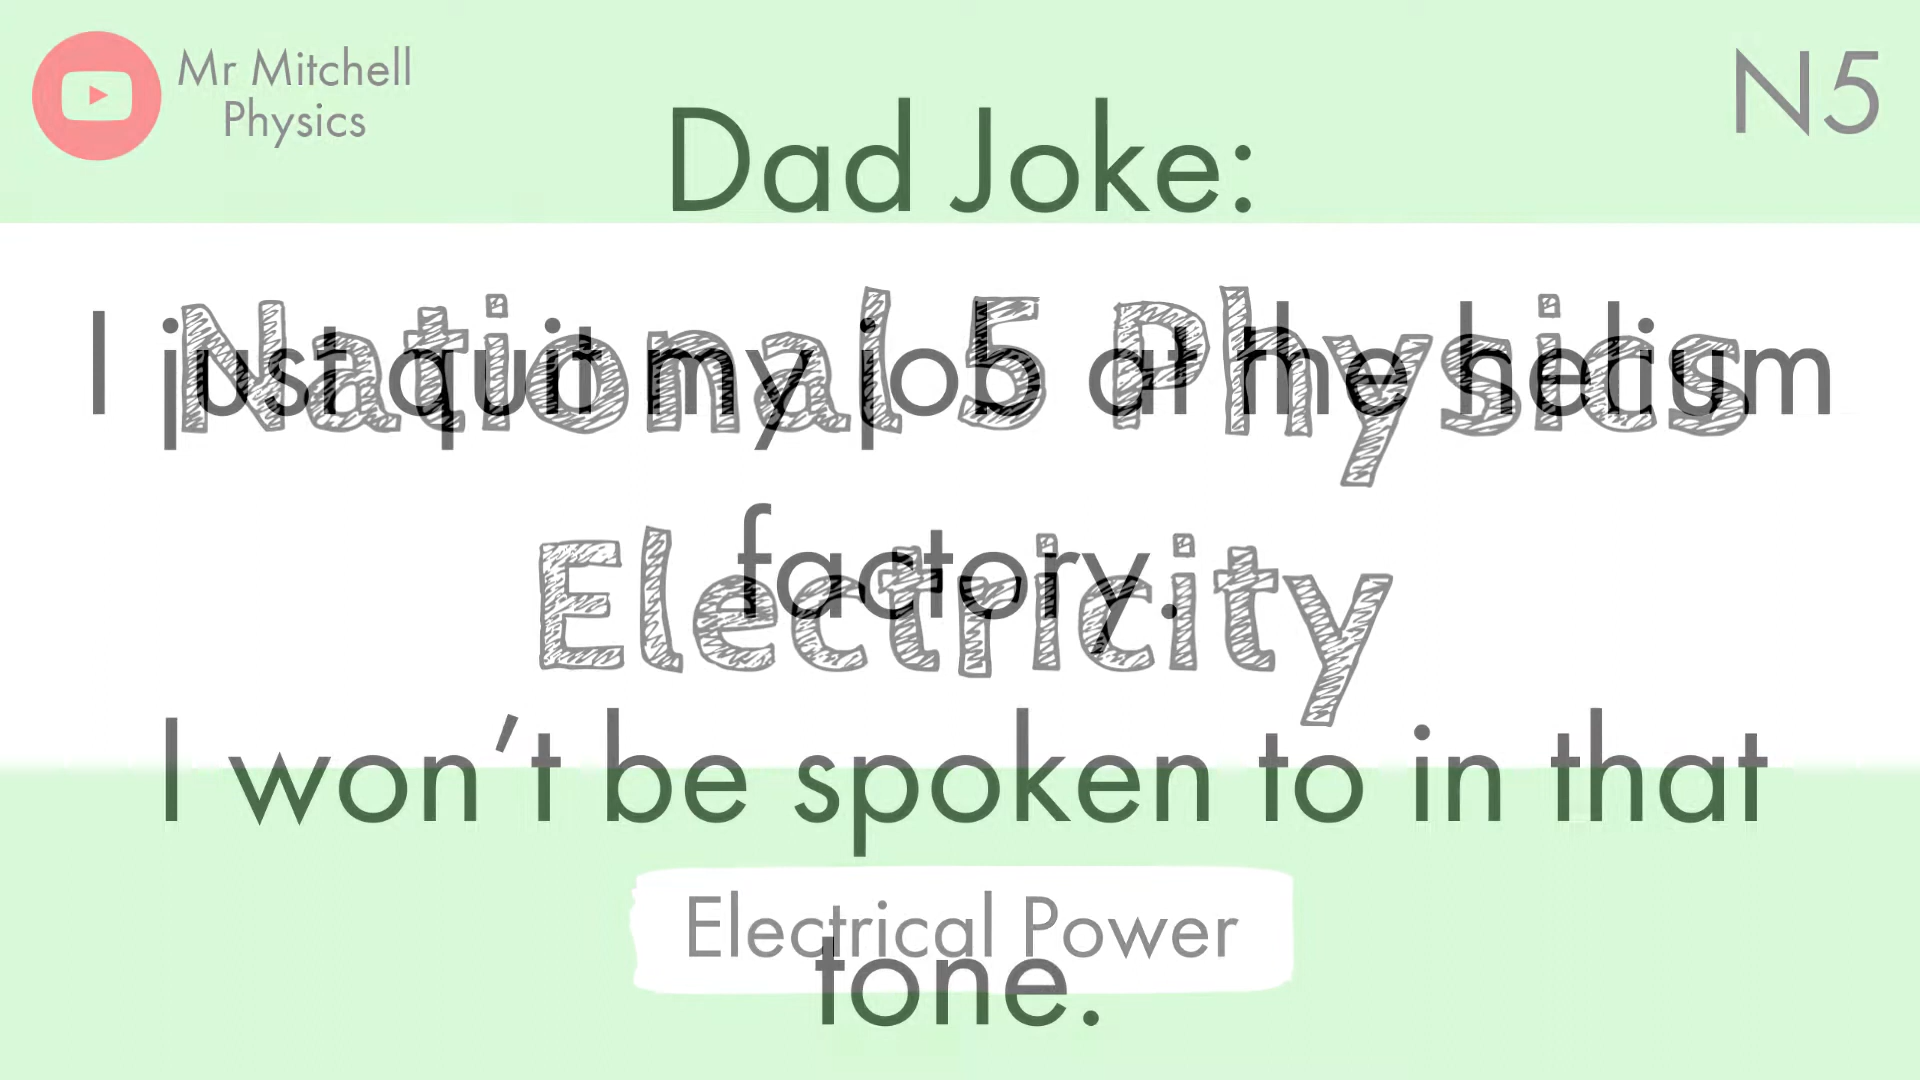 Mr Mitchell
Physics
N5
Dad Joke:
I just quit my job at the helium
factory.
I won’t be spoken to in that
tone.
National 5 Physics
Electricity
Electrical Power